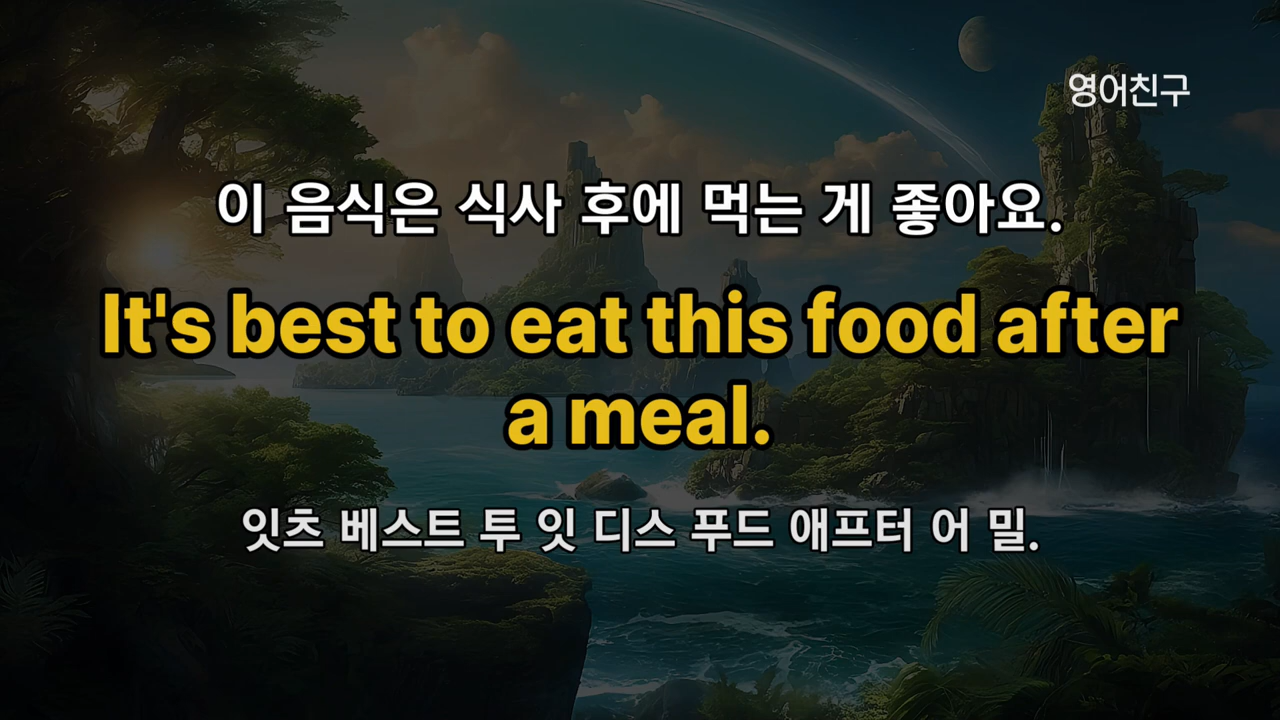 영어친구
이 음식은 식사 후에 먹는 게 좋아요.
It's best to eat this food after
a meal.
잇츠 베스트 투 잇 디스 푸드 애프터 어 밀.